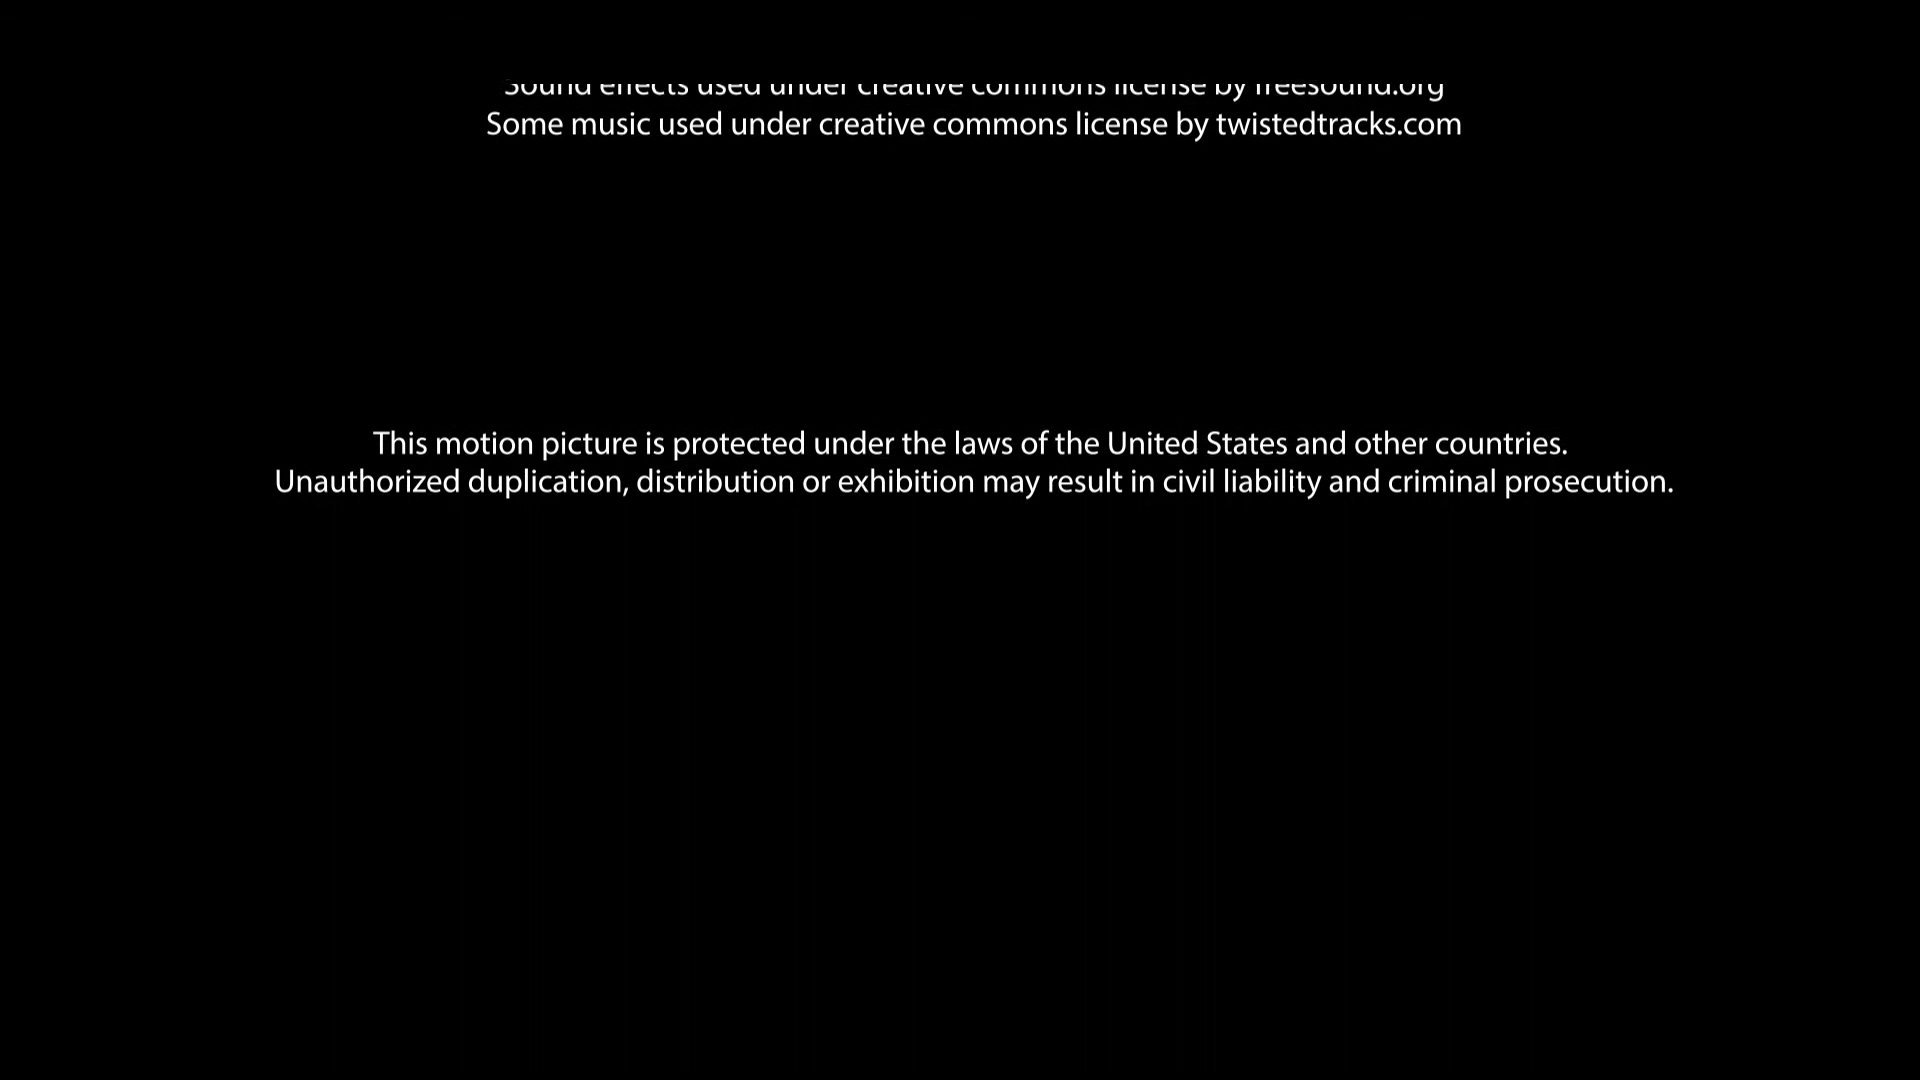 Sound effects used under creative commons license by freesound.org
Some music used under creative commons license by twistedtracks.com
This motion picture is protected under the laws of the United States and other countries.
Unauthorized duplication, distribution or exhibition may result in civil liability and criminal prosecution.